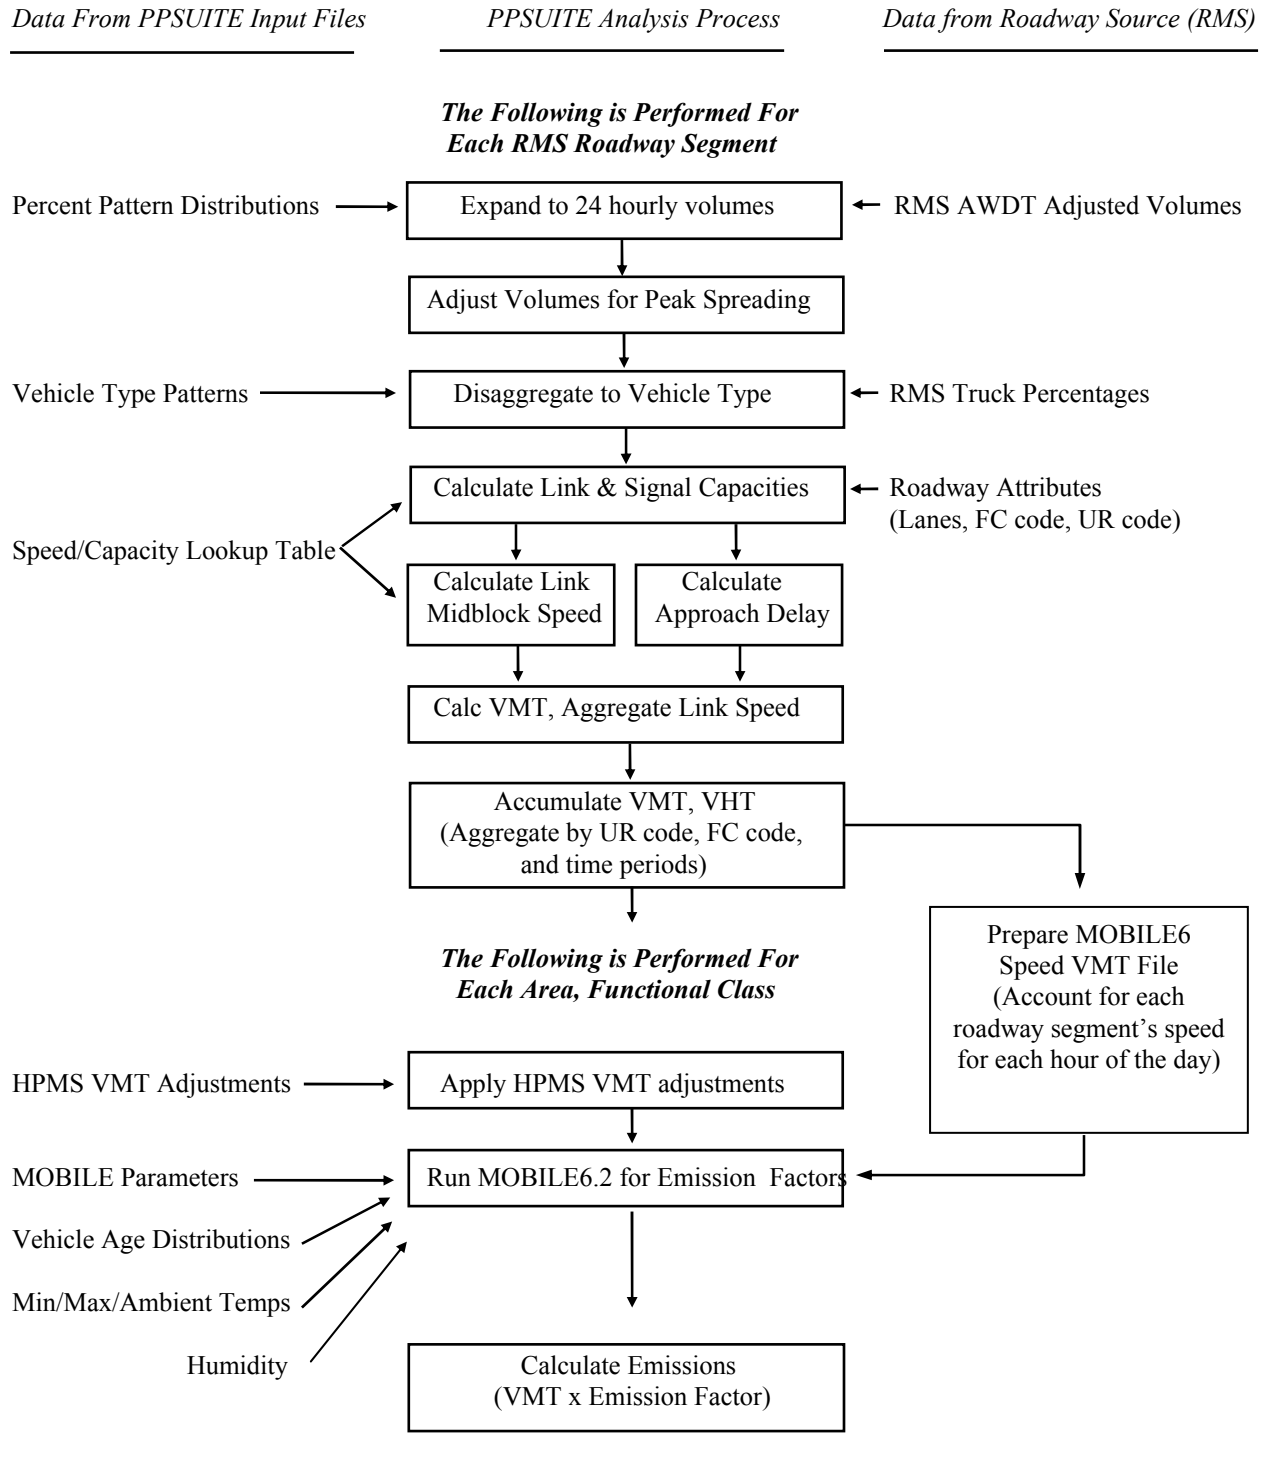 Data From PPSUITE Input Files
PPSUITE Analysis Process
Data from Roadway Source (RMS)
The Following is Performed For
Each RMS Roadway Segment
Percent Pattern Distributions
Expand to 24 hourly volumes
RMS AWDT Adjusted Volumes
Adjust Volumes for Peak Spreading
Vehicle Type Patterns
Disaggregate to Vehicle Type
RMS Truck Percentages
Calculate Link & Signal Capacities
Roadway Attributes
(Lanes, FC code, UR code)
Speed/Capacity Lookup Table
Calculate Link
Midblock Speed
Calculate
Approach Delay
Calc VMT, Aggregate Link Speed
Accumulate VMT, VHT
(Aggregate by UR code, FC code,
and time periods)
Prepare MOBILE6
Speed VMT File
(Account for each
roadway segment's speed
for each hour of the day)
The Following is Performed For
Each Area, Functional Class
HPMS VMT Adjustments
Apply HPMS VMT adjustments
MOBILE Parameters
Run MOBILE6.2 for Emission Factors
Vehicle Age Distributions
Min/Max/Ambient Temps
Humidity
Calculate Emissions
(VMT x Emission Factor)